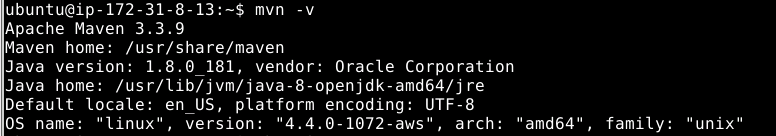 ubuntu@ip-172-31-8-13:~$ mvn -v
Apache Maven 3.3.9
Maven home: /usr/share/maven
Java version: 1.8.0_181, vendor: Oracle Corporation
Java home: /usr/lib/jvm/java-8-openjdk-amd64/jre
Default locale: en_US, platform encoding: UTF-8
OS name: "linux", version: "4.4.0-1072-aws", arch: "amd64", family: "unix"